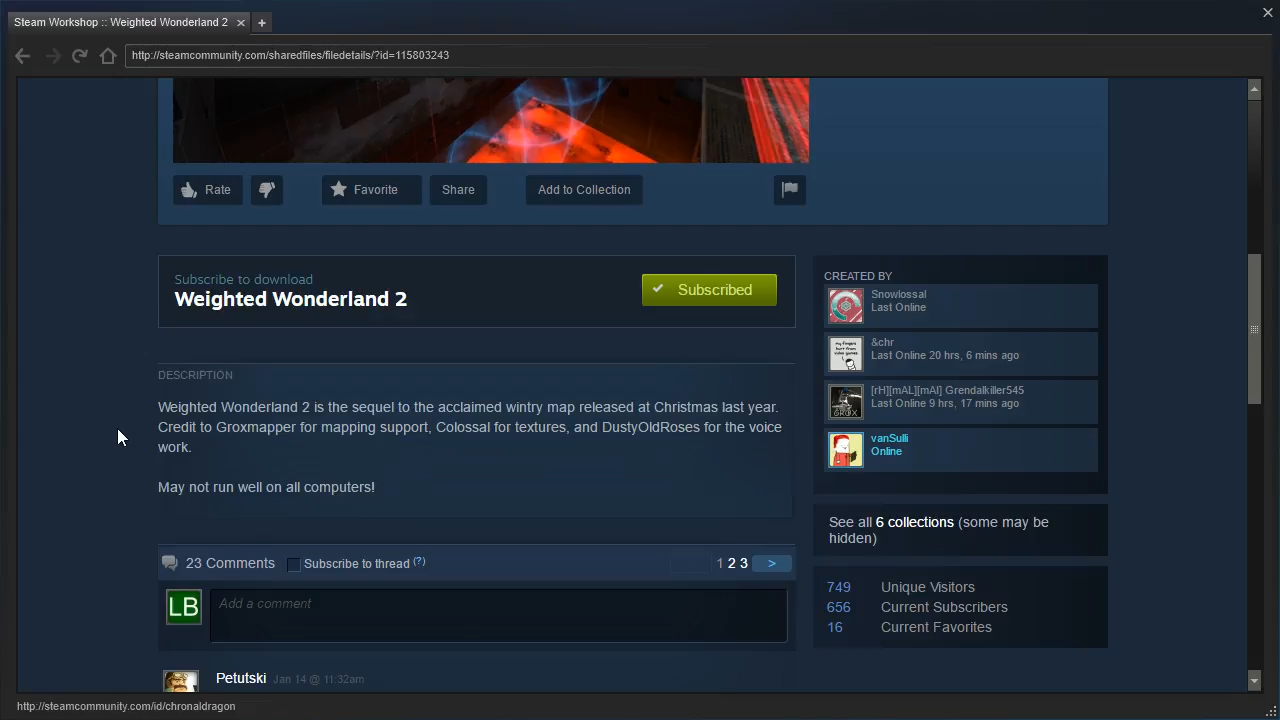 Steam Workshop :: Weighted Wonderland 2
http://steamcommunity.com/sharedfiles/filedetails/?id=115803243
Rate
Favorite
Share
Add to Collection
Subscribe to download
Weighted Wonderland 2
Subscribed
DESCRIPTION
Weighted Wonderland 2 is the sequel to the acclaimed wintry map released at Christmas last year.
Credit to Groxmapper for mapping support, Colossal for textures, and DustyOldRoses for the voice
work.
May not run well on all computers!
CREATED BY
Snowlossal
Last Online
&chr
Last Online 20 hrs, 6 mins ago
[rH][mAL][mAI] Grendalkiller545
Last Online 9 hrs, 17 mins ago
vanSulli
Online
See all 6 collections (some may be
hidden)
749 Unique Visitors
656 Current Subscribers
16 Current Favorites
23 Comments Subscribe to thread (?) 1 2 3 >
LB
Add a comment
Petutski Jan 14 @ 11:32am
http://steamcommunity.com/id/chronaldragon